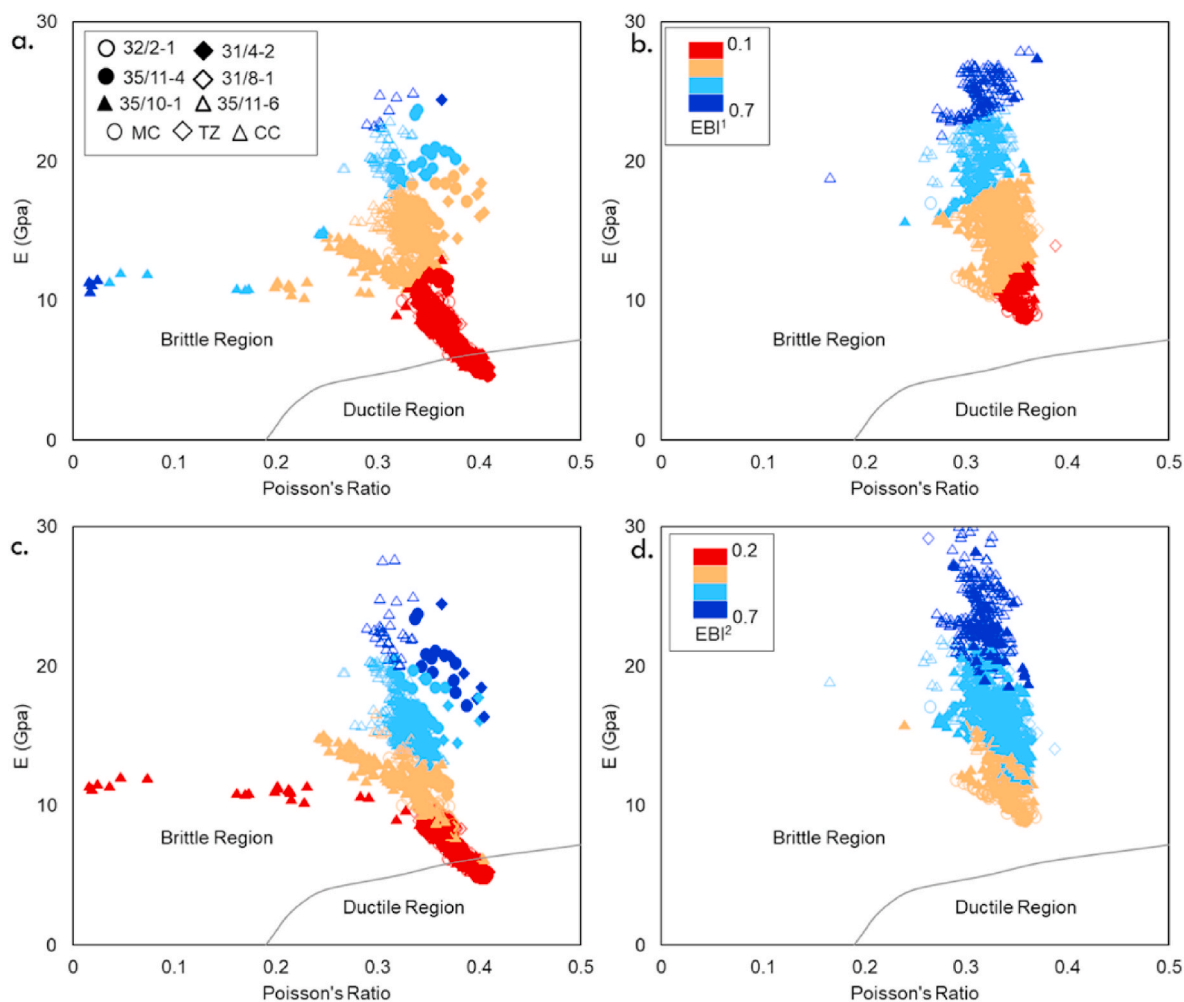 a.
30
20
10
0
E (Gpa)
32/2-1 31/4-2
35/11-4 31/8-1
35/10-1 35/11-6
MC TZ CC
Brittle Region
Ductile Region
0 0.1 0.2 0.3 0.4 0.5
Poisson's Ratio
b.
30
20
10
0
E (Gpa)
0.1
0.7
EBI¹
Brittle Region
Ductile Region
0 0.1 0.2 0.3 0.4 0.5
Poisson's Ratio
c.
30
20
10
0
E (Gpa)
Brittle Region
Ductile Region
0 0.1 0.2 0.3 0.4 0.5
Poisson's Ratio
d.
30
20
10
0
E (Gpa)
0.2
0.7
EBI²
Brittle Region
Ductile Region
0 0.1 0.2 0.3 0.4 0.5
Poisson's Ratio